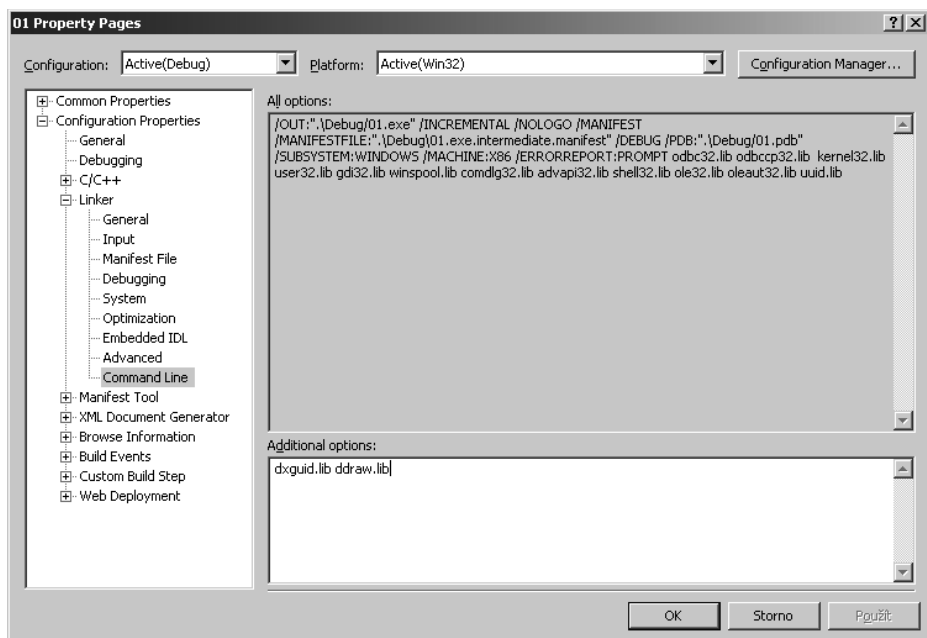 01 Property Pages
Configuration: Active(Debug) Platform: Active(Win32) Configuration Manager...
Common Properties
Configuration Properties
General
Debugging
C/C++
Linker
General
Input
Manifest File
Debugging
System
Optimization
Embedded IDL
Advanced
Command Line
Manifest Tool
XML Document Generator
Browse Information
Build Events
Custom Build Step
Web Deployment
All options:
/OUT:".\Debug/01.exe" /INCREMENTAL /NOLOGO /MANIFEST
/MANIFESTFILE:".\Debug\01.exe.intermediate.manifest" /DEBUG /PDB:".\Debug/01.pdb"
/SUBSYSTEM:WINDOWS /MACHINE:X86 /ERRORREPORT:PROMPT odbc32.lib odbccp32.lib kernel32.lib
user32.lib gdi32.lib winspool.lib comdlg32.lib advapi32.lib shell32.lib ole32.lib oleaut32.lib uuid.lib
Additional options:
dxguid.lib ddraw.lib
OK Storno Použít